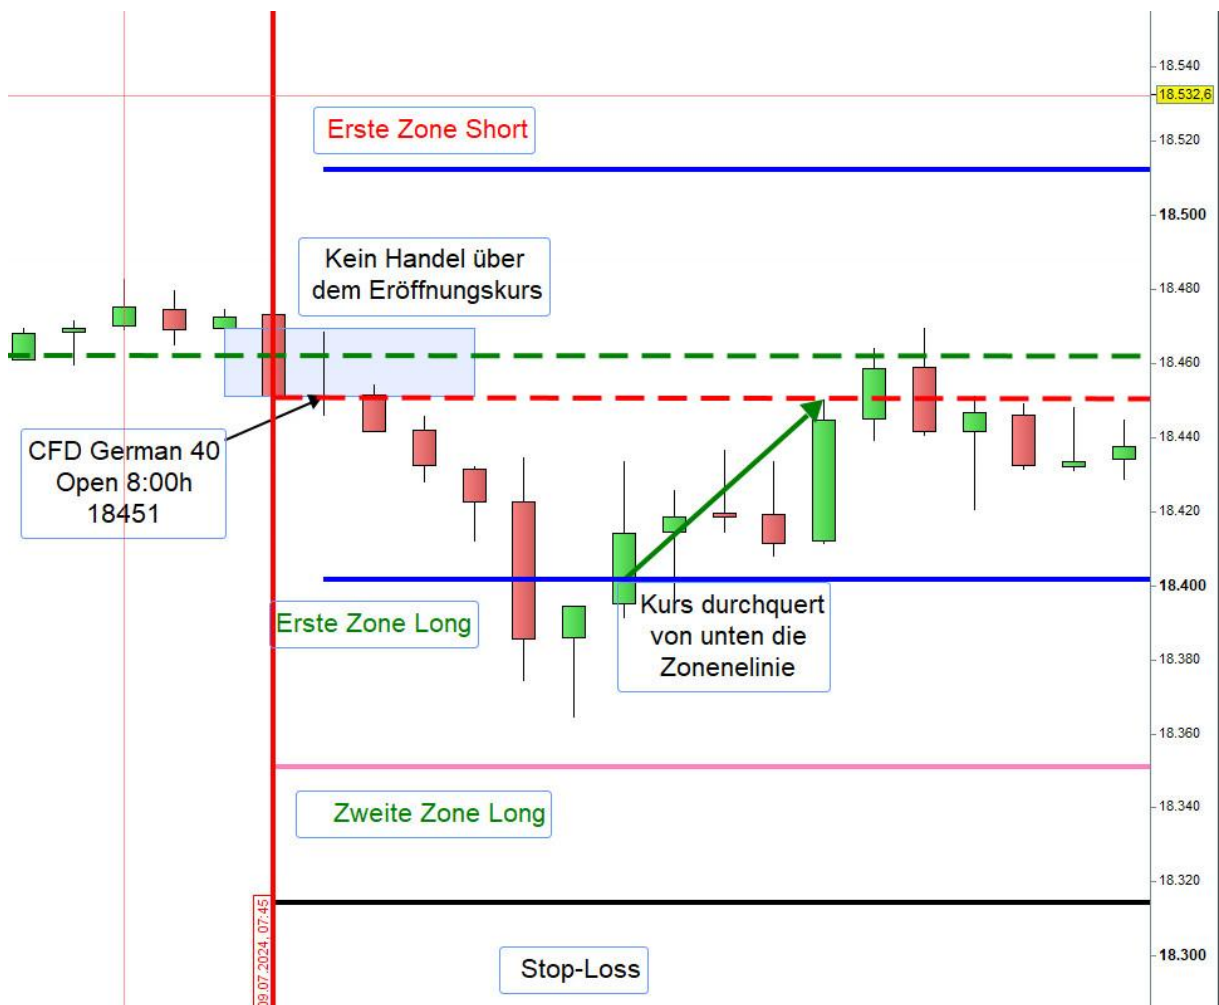 18.540
18.532,6
Erste Zone Short
18.520
18.500
Kein Handel über
dem Eröffnungskurs
18.480
18.460
CFD German 40
Open 8:00h
18451
18.440
18.420
18.400
Erste Zone Long
Kurs durchquert
von unten die
Zonenelinie
18.380
18.360
Zweite Zone Long
18.340
18.320
09.07.2024, 07:45
Stop-Loss
18.300